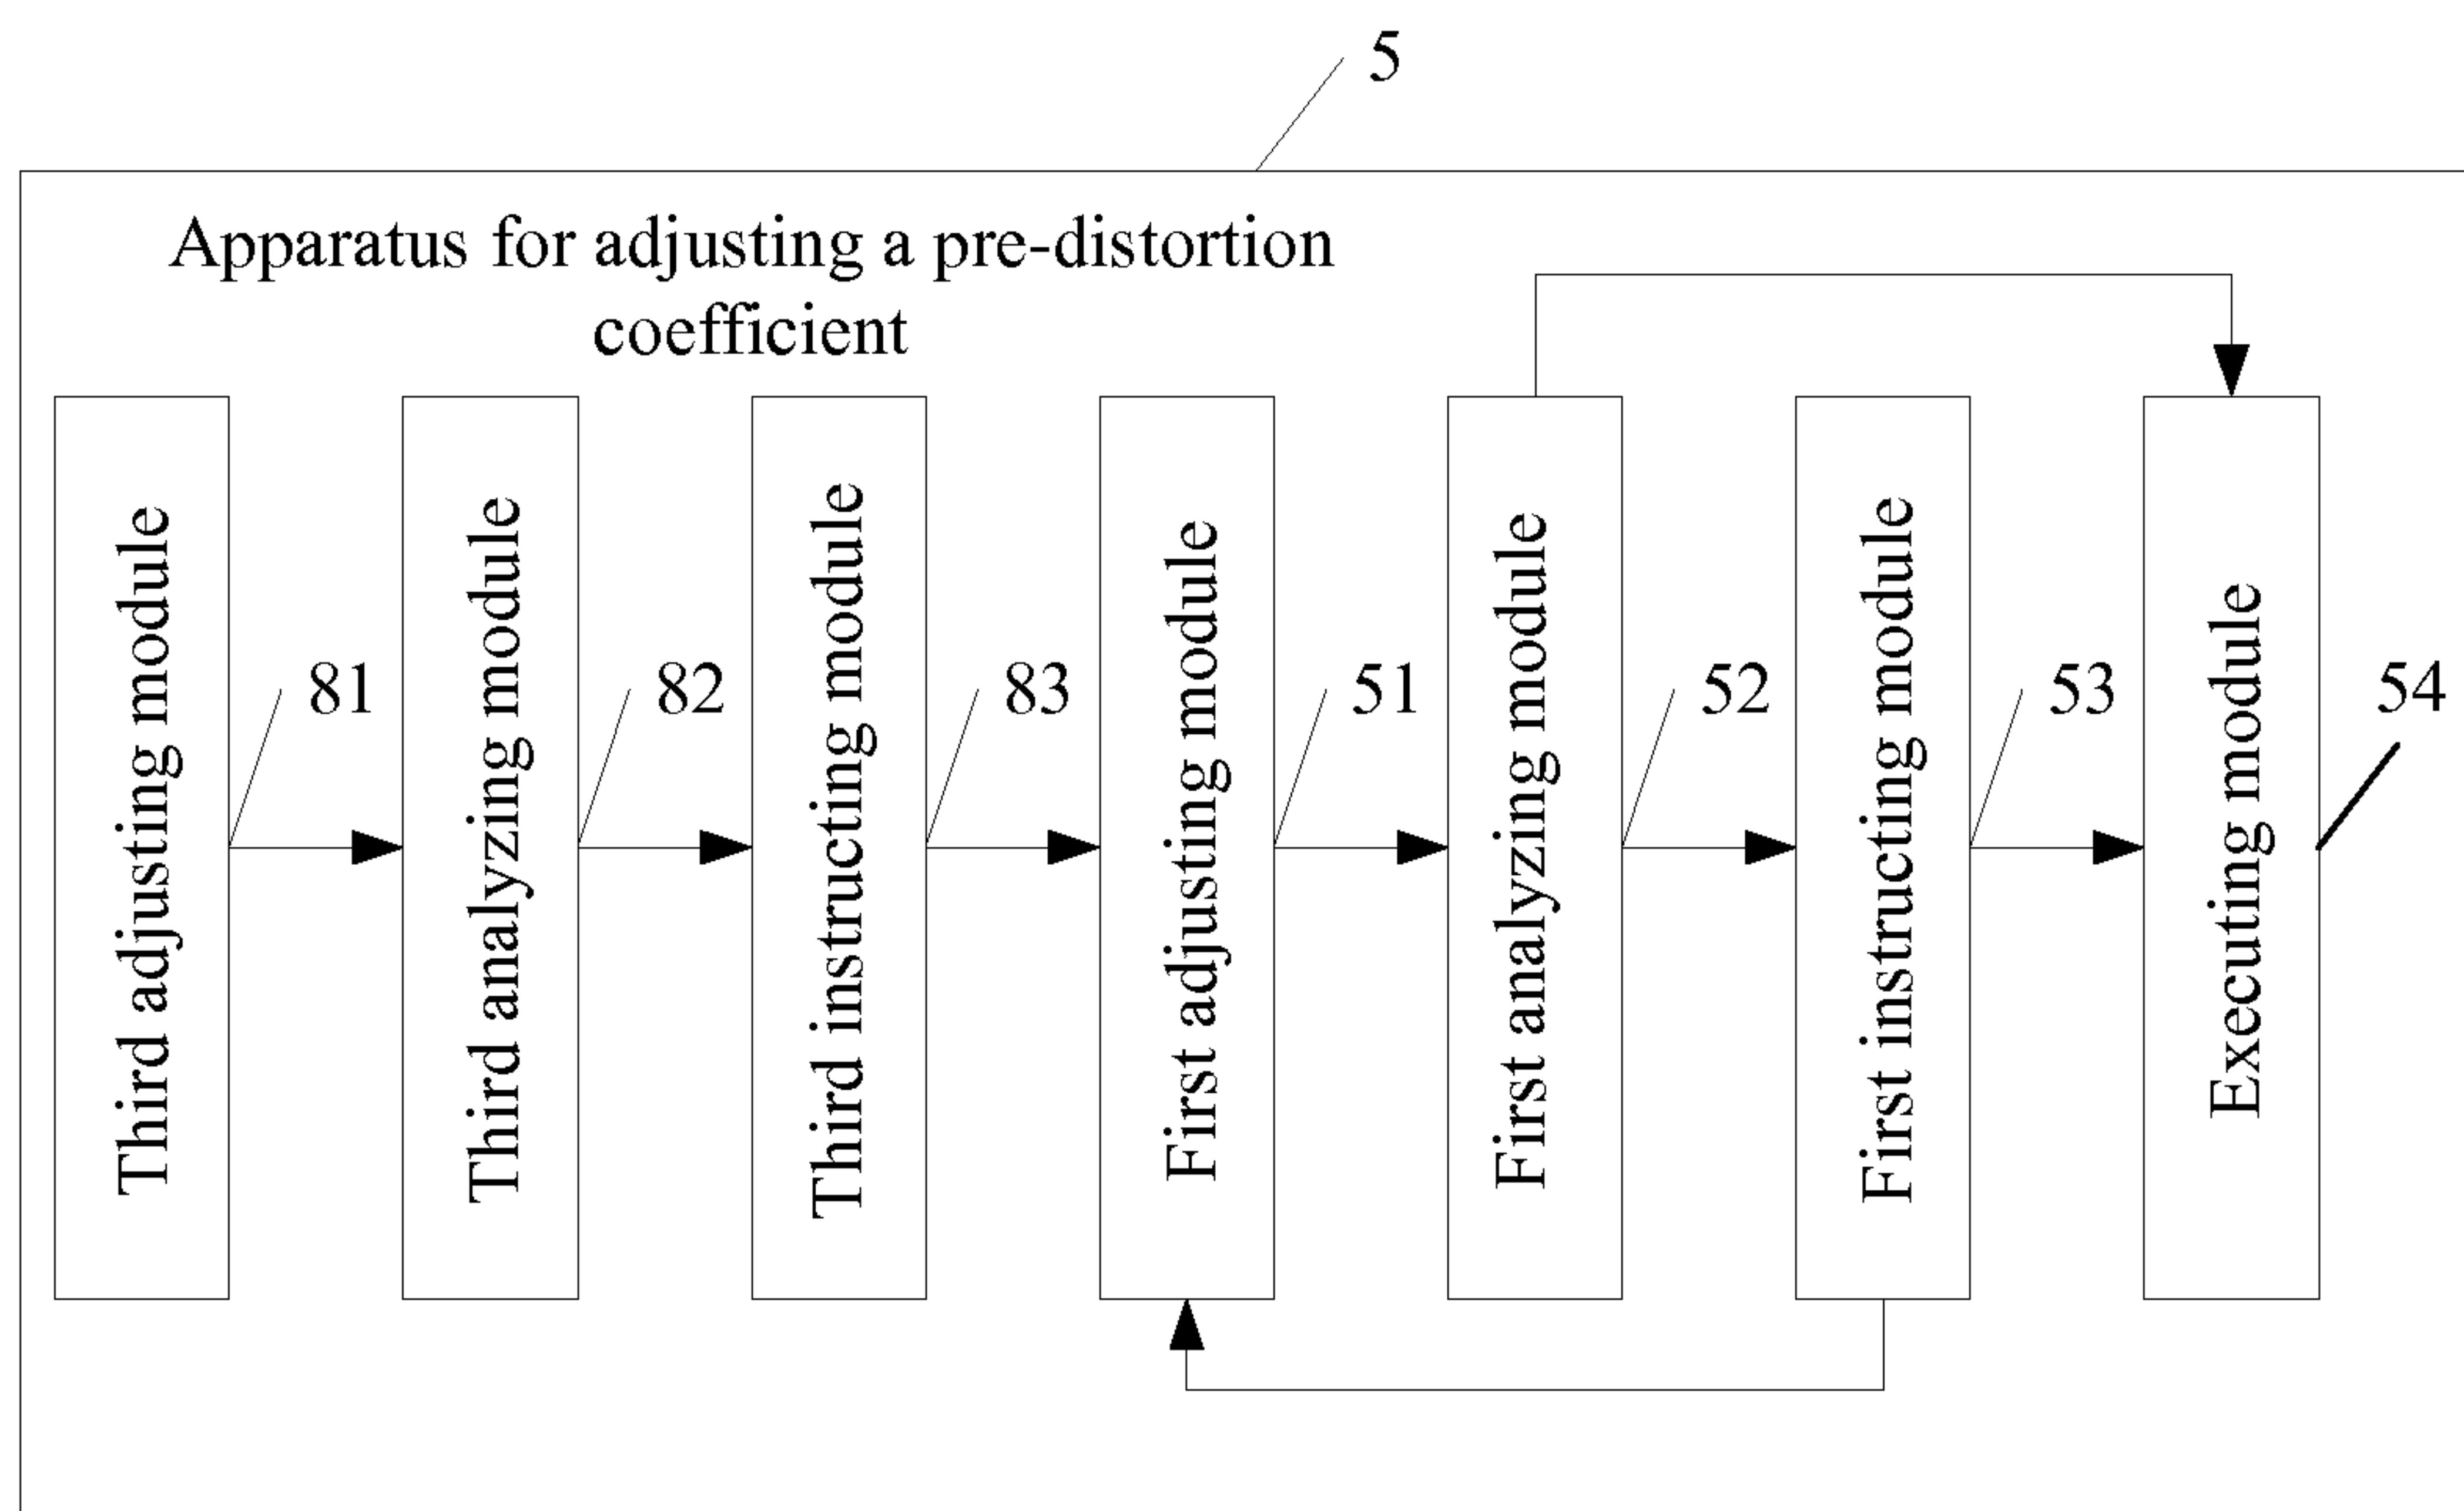 5
Apparatus for adjusting a pre-distortion
coefficient
Third adjusting module
81
Third analyzing module
82
Third instructing module
83
First adjusting module
51
First analyzing module
52
First instructing module
53
Executing module
54